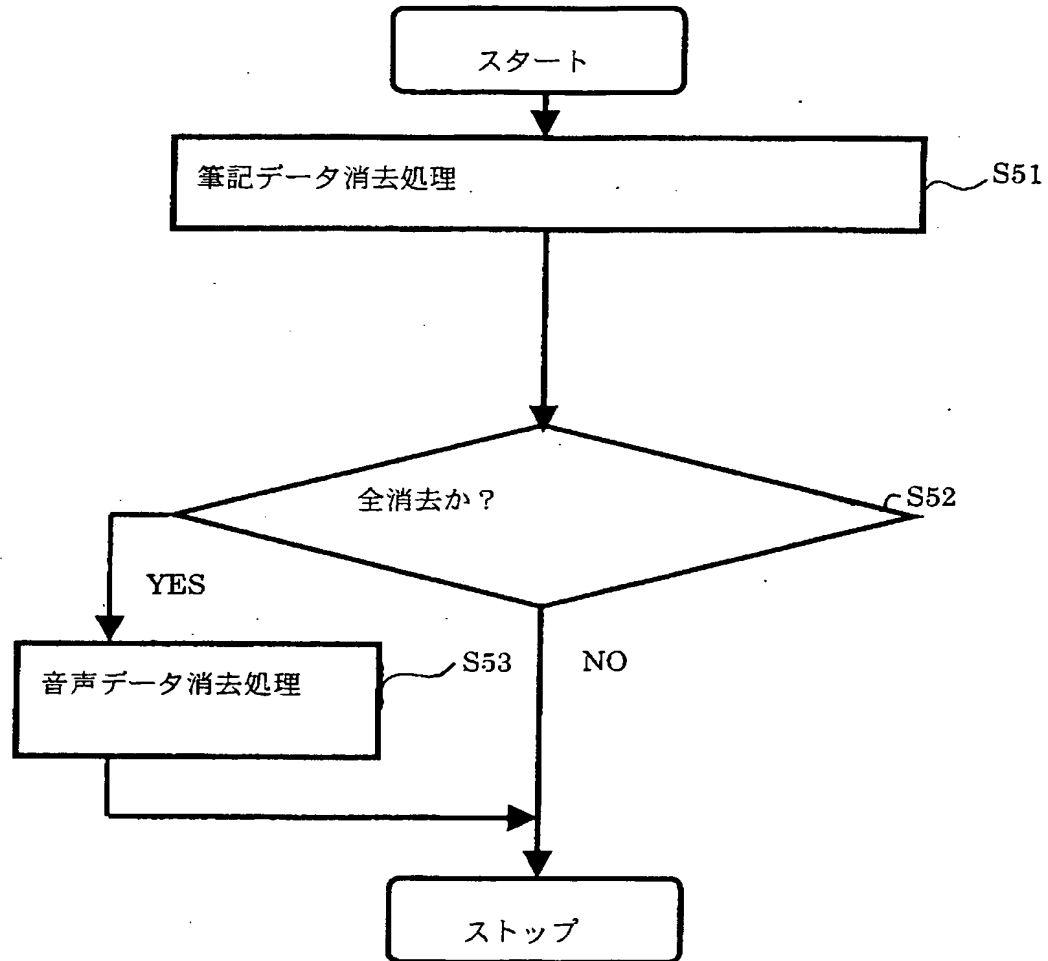 スタート
筆記データ消去処理
S51
全消去か？
S52
YES
NO
音声データ消去処理
S53
ストップ